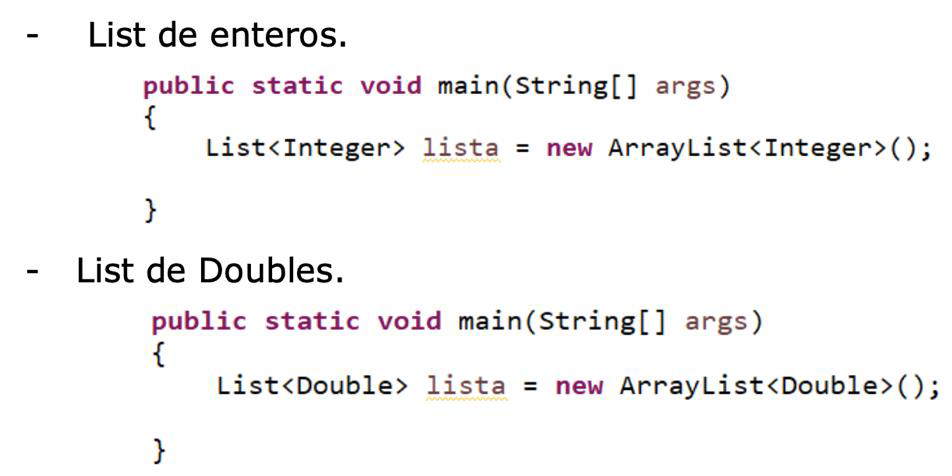 - List de enteros.
public static void main(String[] args)
{
List<Integer> lista = new ArrayList<Integer>();
}
- List de Doubles.
public static void main(String[] args)
{
List<Double> lista = new ArrayList<Double>();
}